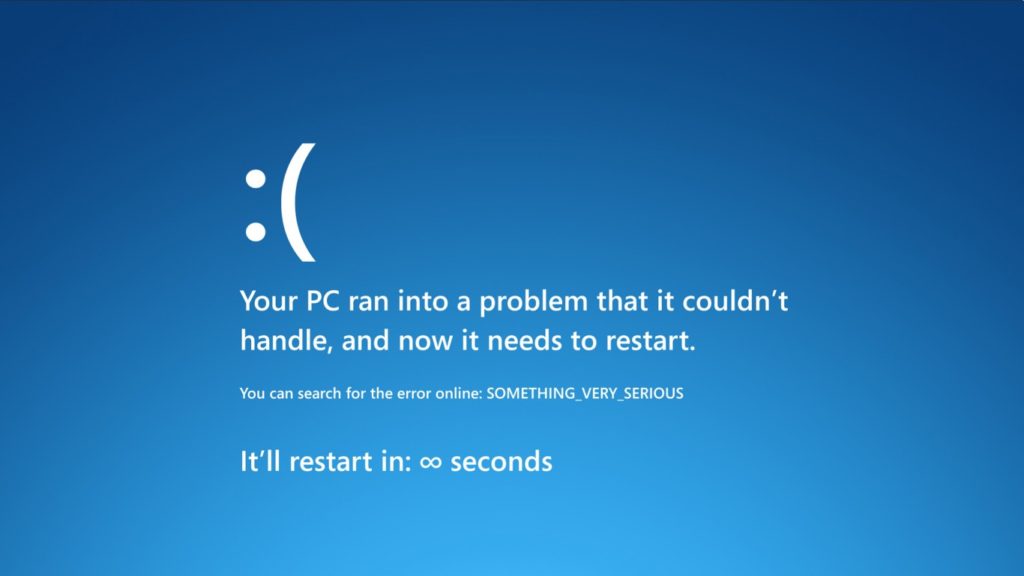 :(
Your PC ran into a problem that it couldn’t
handle, and now it needs to restart.
You can search for the error online: SOMETHING_VERY_SERIOUS
It’ll restart in: ∞ seconds